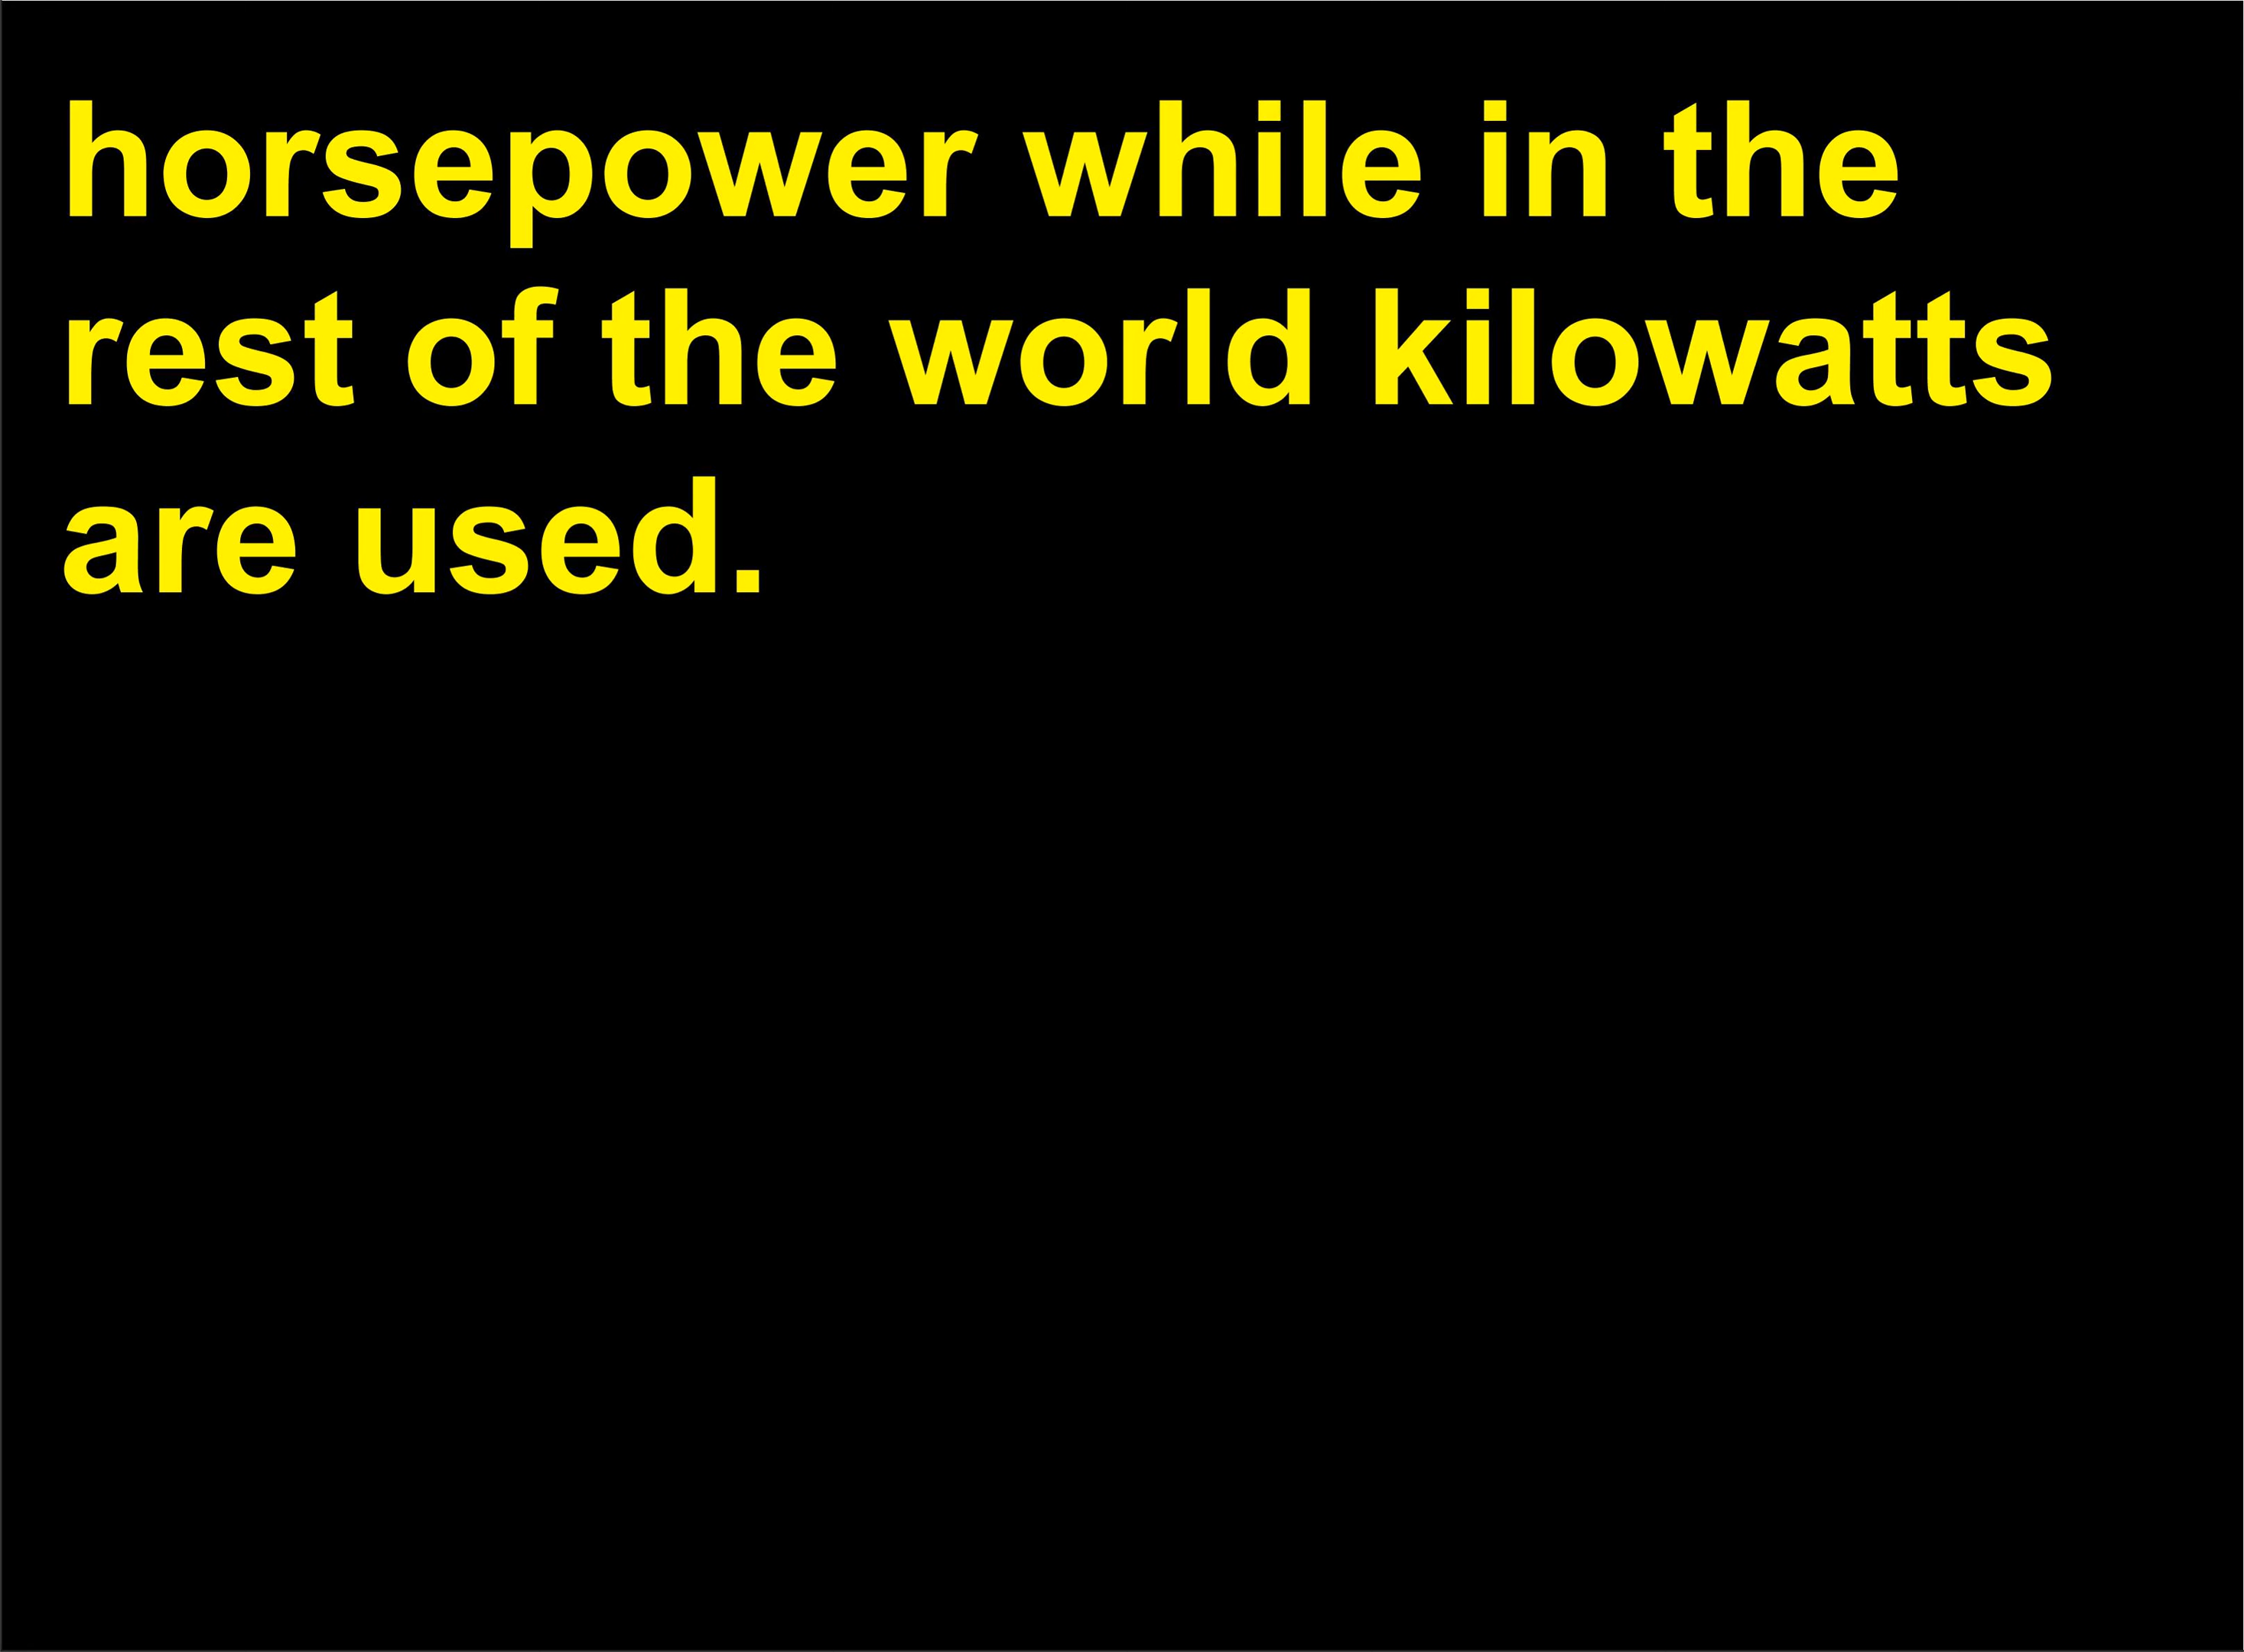 horsepower while in the
rest of the world kilowatts
are used.